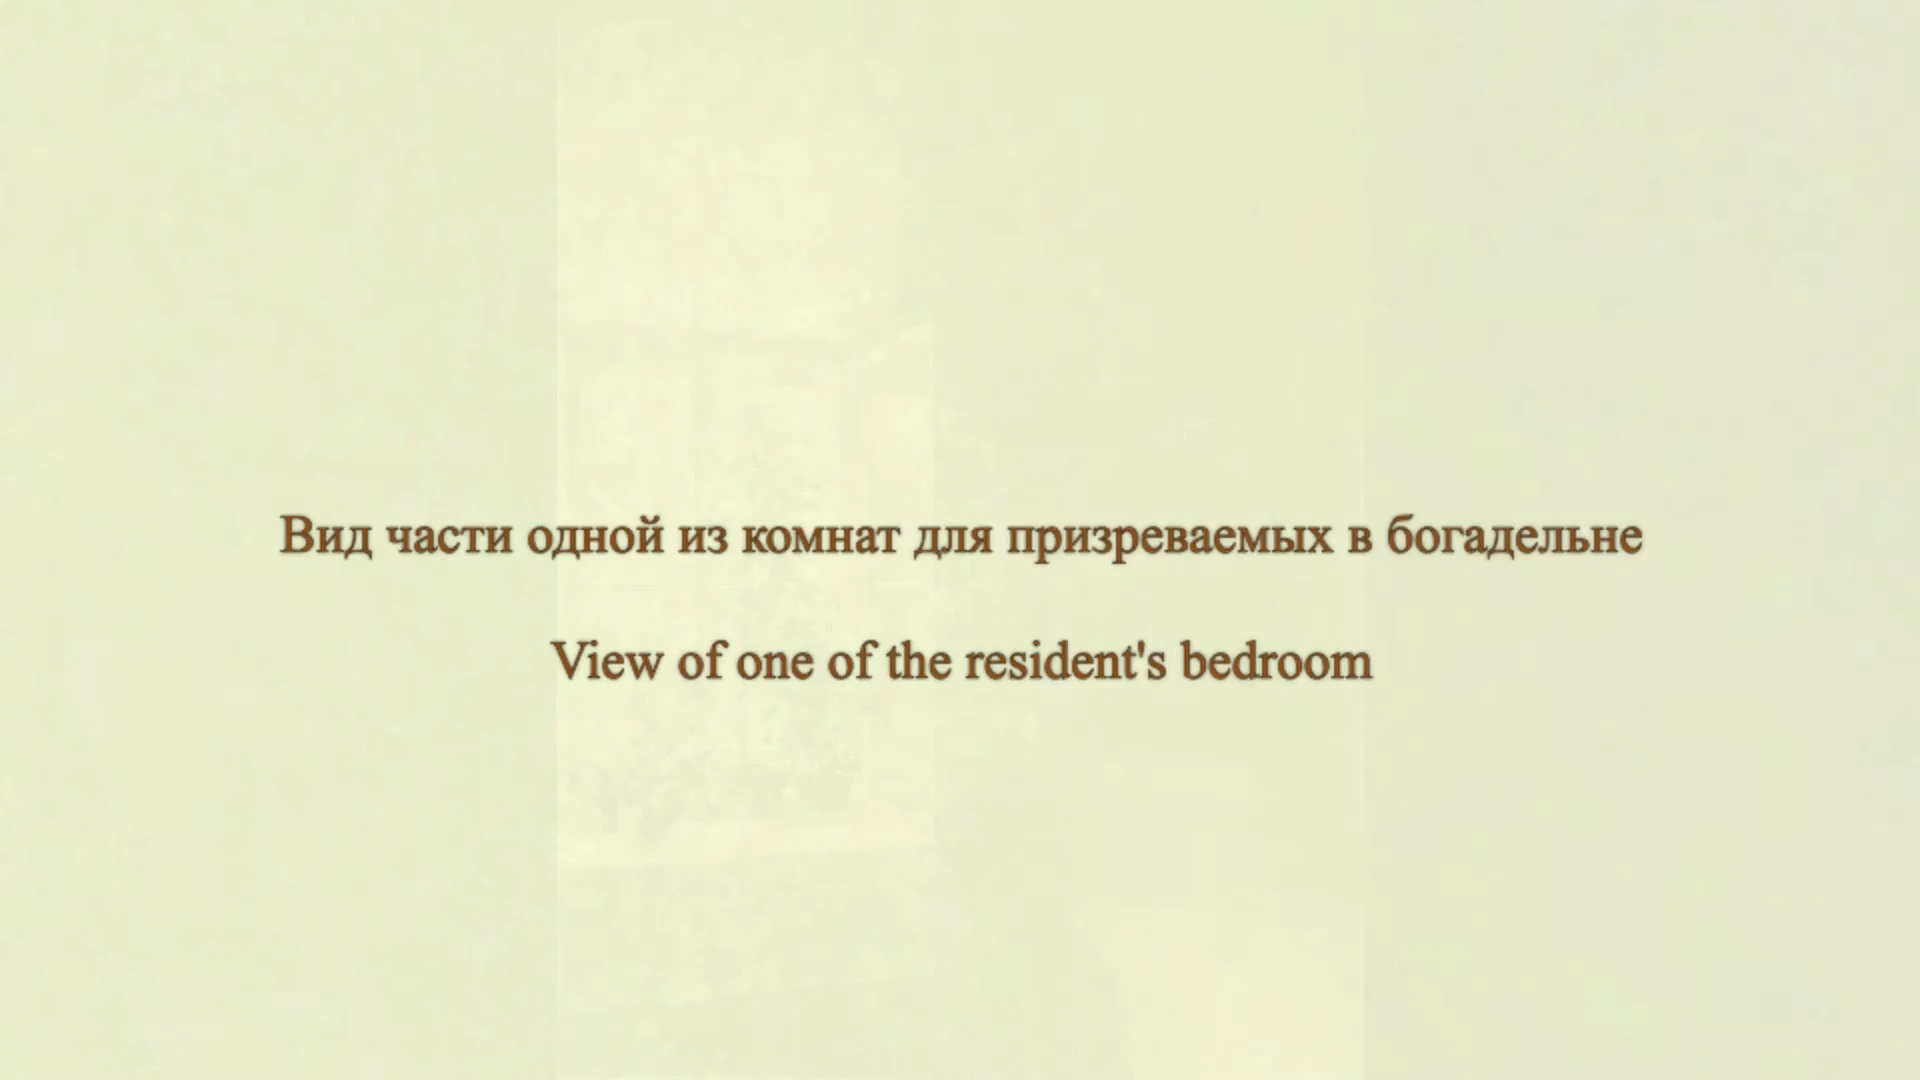 Вид части одной из комнат для призреваемых в богадельне
View of one of the resident's bedroom